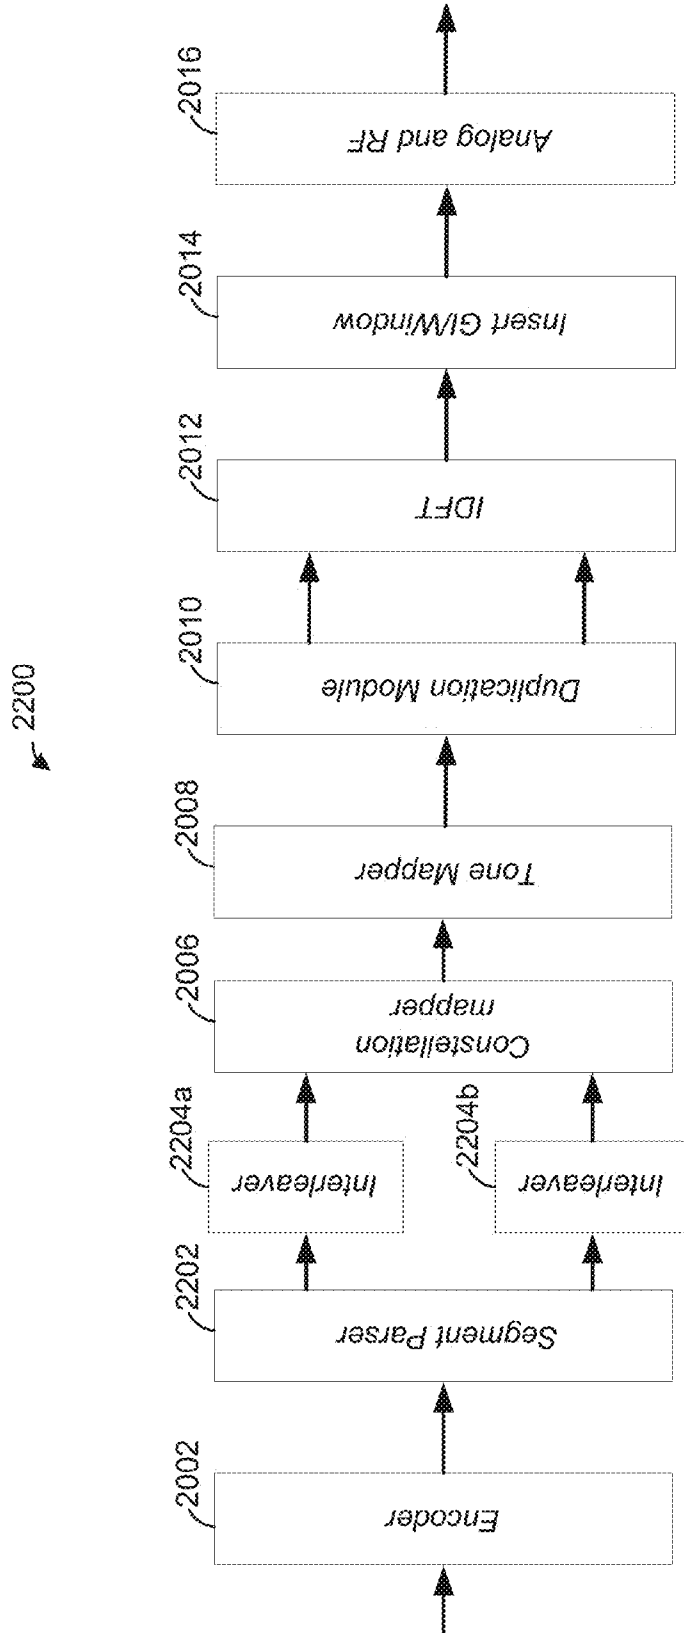 2200
2002
Encoder
2202
Segment Parser
2204a
Interleaver
2204b
Interleaver
2006
Constellation
mapper
2008
Tone Mapper
2010
Duplication Module
2012
IDFT
2014
Insert GI/Window
2016
Analog and RF